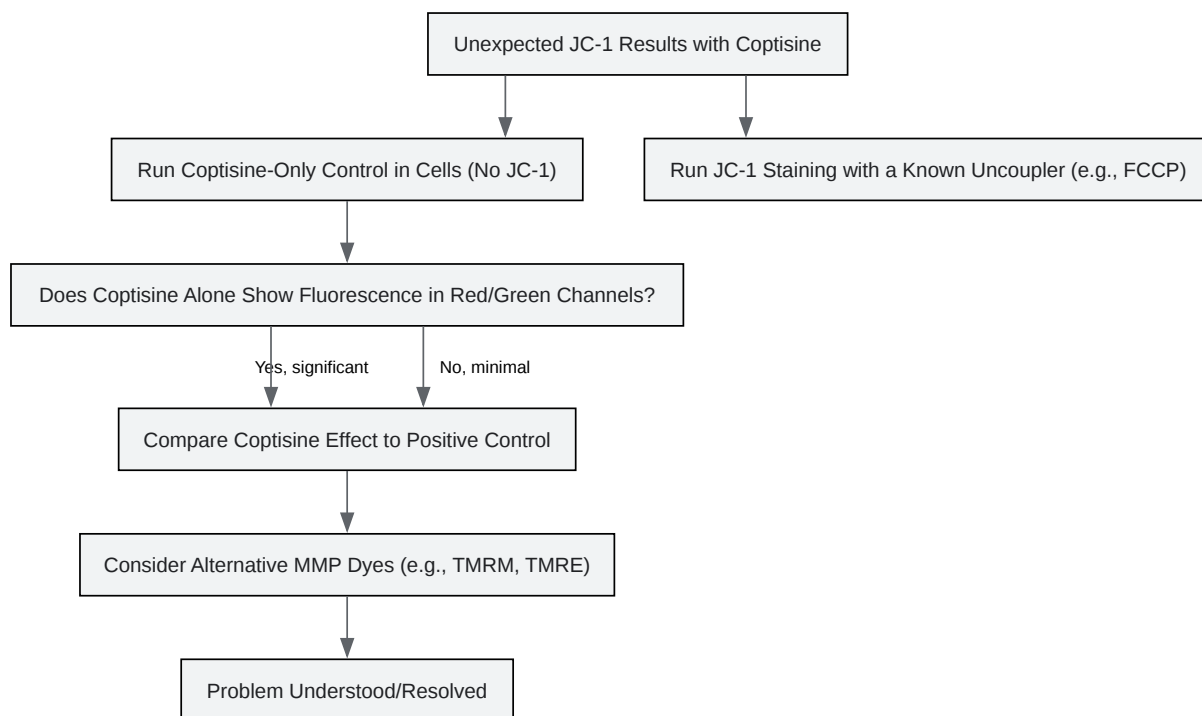 Unexpected JC-1 Results with Coptisine
Run Coptisine-Only Control in Cells (No JC-1)
Run JC-1 Staining with a Known Uncoupler (e.g., FCCP)
Does Coptisine Alone Show Fluorescence in Red/Green Channels?
Yes, significant
No, minimal
Compare Coptisine Effect to Positive Control
Consider Alternative MMP Dyes (e.g., TMRM, TMRE)
Problem Understood/Resolved